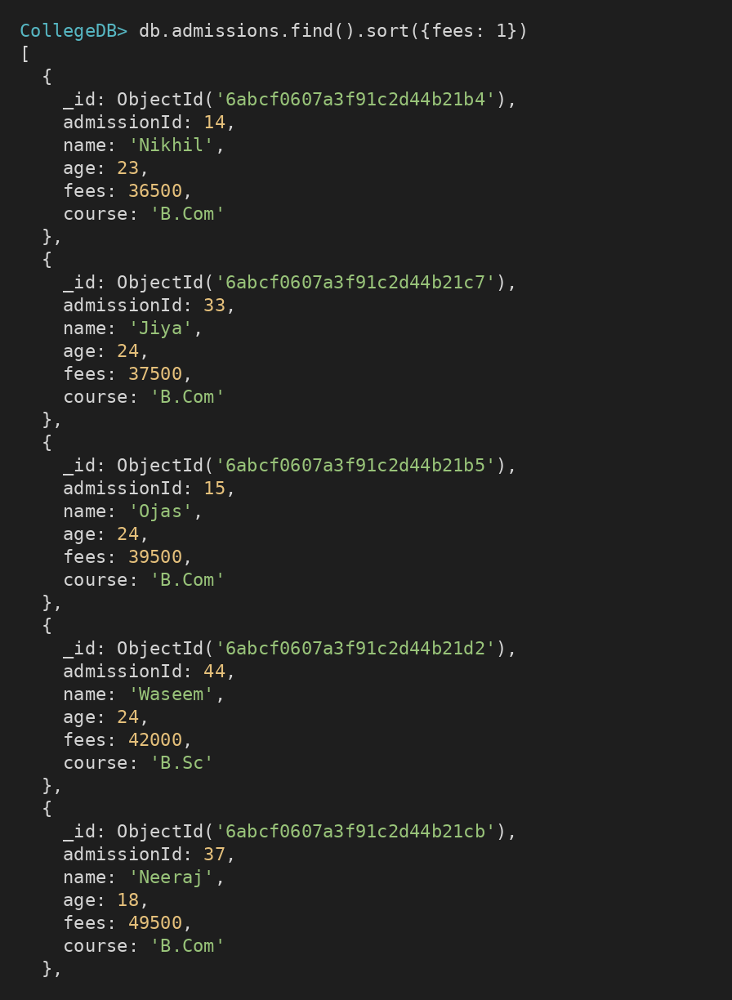 CollegeDB> db.admissions.find().sort({fees: 1})
[
  {
    _id: ObjectId('6abcf0607a3f91c2d44b21b4'),
    admissionId: 14,
    name: 'Nikhil',
    age: 23,
    fees: 36500,
    course: 'B.Com'
  },
  {
    _id: ObjectId('6abcf0607a3f91c2d44b21c7'),
    admissionId: 33,
    name: 'Jiya',
    age: 24,
    fees: 37500,
    course: 'B.Com'
  },
  {
    _id: ObjectId('6abcf0607a3f91c2d44b21b5'),
    admissionId: 15,
    name: 'Ojas',
    age: 24,
    fees: 39500,
    course: 'B.Com'
  },
  {
    _id: ObjectId('6abcf0607a3f91c2d44b21d2'),
    admissionId: 44,
    name: 'Waseem',
    age: 24,
    fees: 42000,
    course: 'B.Sc'
  },
  {
    _id: ObjectId('6abcf0607a3f91c2d44b21cb'),
    admissionId: 37,
    name: 'Neeraj',
    age: 18,
    fees: 49500,
    course: 'B.Com'
  },